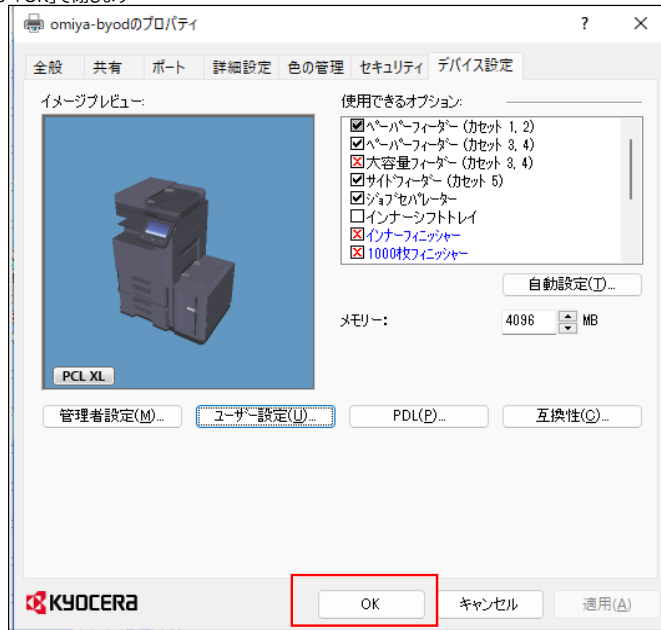 「OK」で閉じます
omiya-byodのプロパティ
?
×
全般 共有 ポート 詳細設定 色の管理 セキュリティ デバイス設定
イメージプレビュー:
使用できるオプション:
ペーパーフィーダー (カセット 1, 2)
ペーパーフィーダー (カセット 3, 4)
大容量フィーダー (カセット 3, 4)
サイドフィーダー (カセット 5)
ジョブセパレーター
インナーシフトトレイ
インナーフィニッシャー
1000枚フィニッシャー
自動設定(T)...
メモリー: 4096 MB
PCL XL
管理者設定(M)... ユーザー設定(U)... PDL(P)... 互換性(C)...
KYOCERA
OK キャンセル 適用(A)